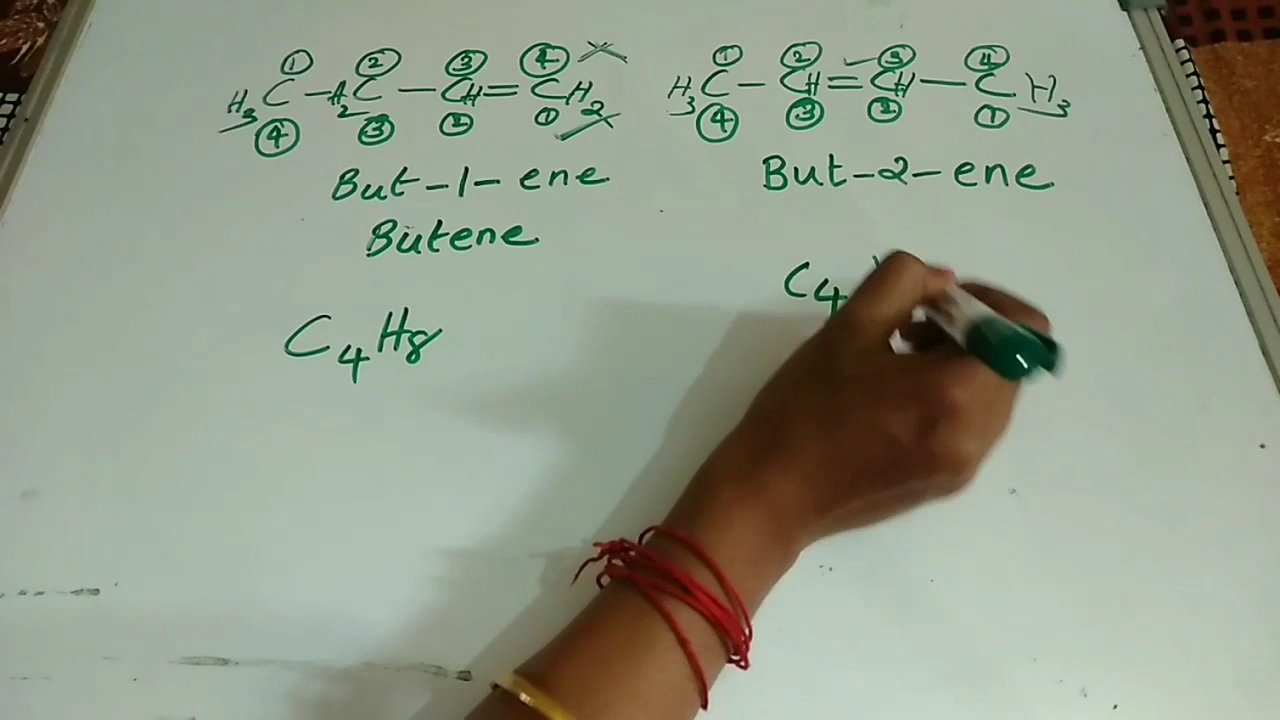 ① ② ③ ④
H3C – H2C – CH = CH2
④ ③ ② ①
But-1-ene
Butene
C4H8
① ② ③ ④
H3C – CH = CH – CH3
④ ③ ② ①
But-2-ene
C4